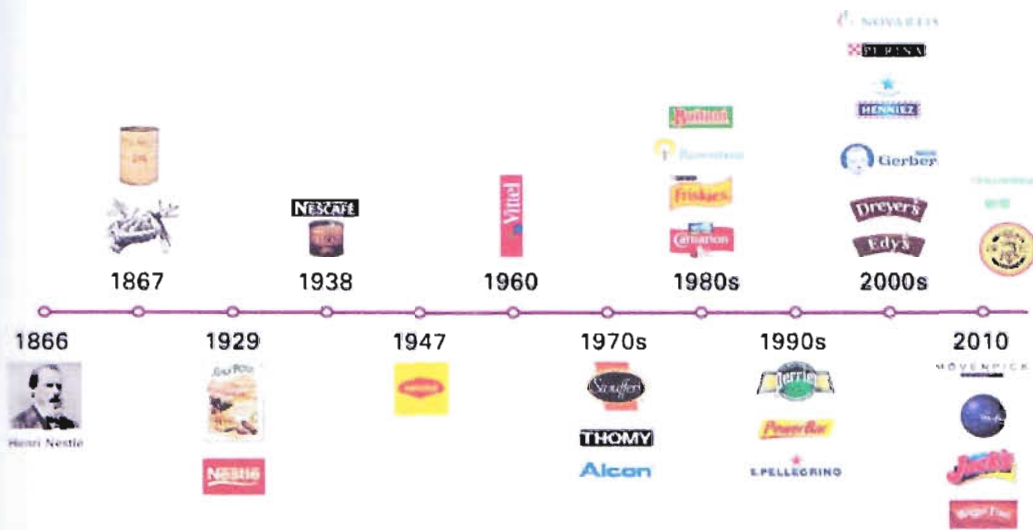 NOVARTIS
PURINA
HENNIEZ
Gerber
Dreyer's
Edy's
Buitoni
Friskies
Carnation
Vittel
NESCAFÉ
1867
1938
1960
1980s
2000s
1866
1929
1947
1970s
1990s
2010
Henri Nestlé
Nestlé
Stouffer's
THOMY
Alcon
Perrier
PowerBar
S.PELLEGRINO
MÖVENPICK